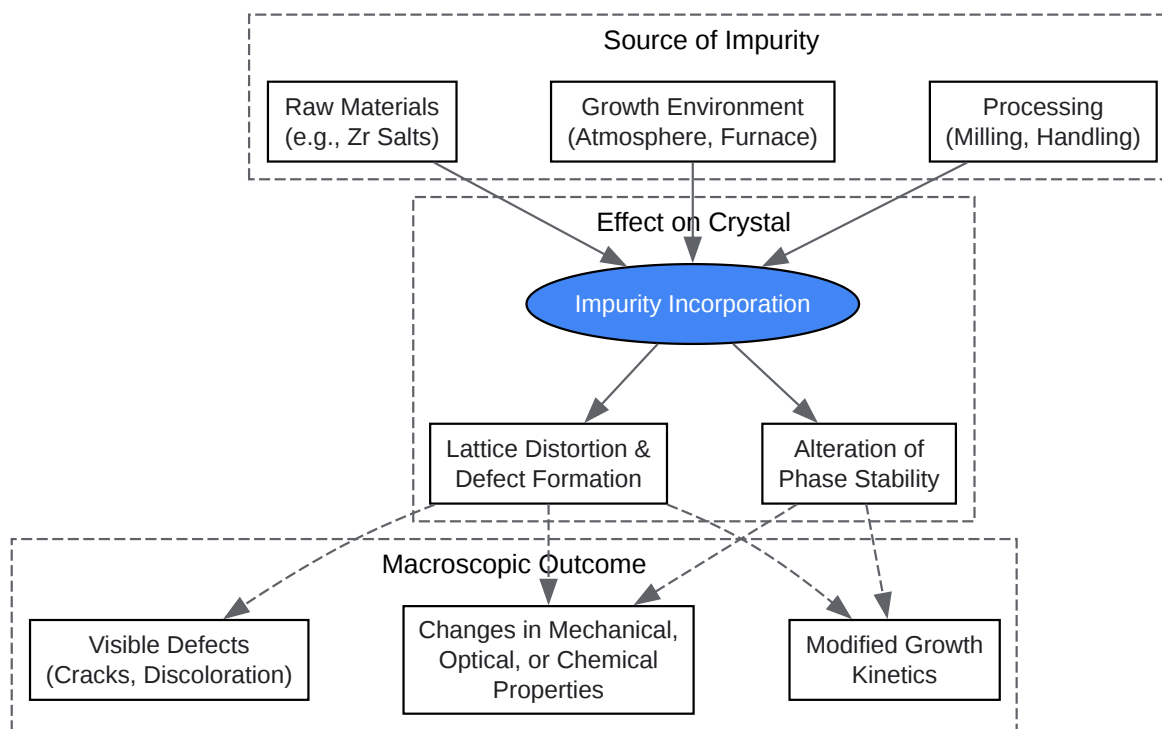 Source of Impurity
Raw Materials
(e.g., Zr Salts)
Growth Environment
(Atmosphere, Furnace)
Processing
(Milling, Handling)
Effect on Crystal
Impurity Incorporation
Lattice Distortion &
Defect Formation
Alteration of
Phase Stability
Macroscopic Outcome
Visible Defects
(Cracks, Discoloration)
Changes in Mechanical,
Optical, or Chemical
Properties
Modified Growth
Kinetics